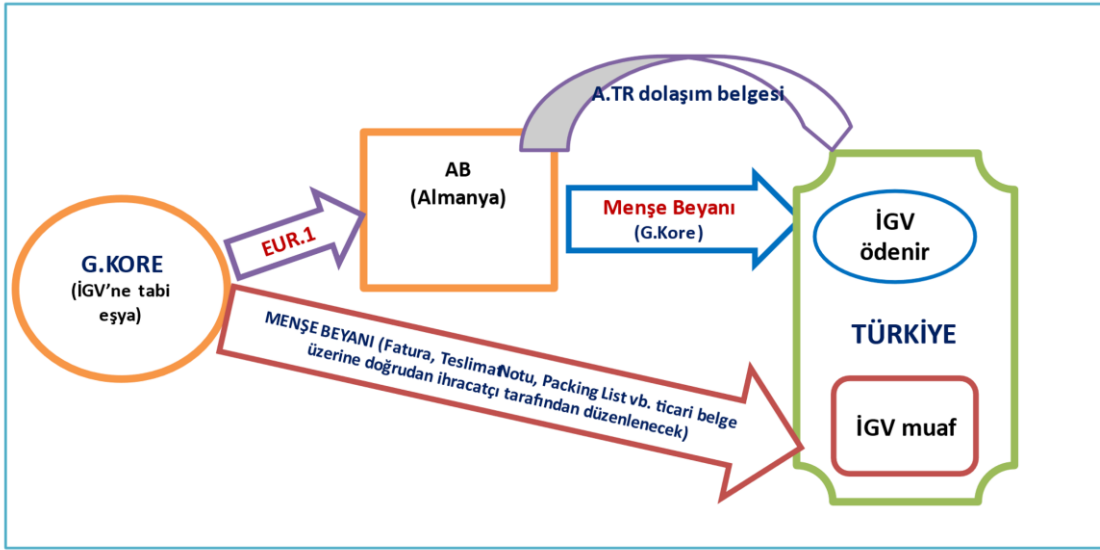 A.TR dolaşım belgesi
AB
(Almanya)
Menşe Beyanı
(G.Kore)
EUR.1
G.KORE
(İGV’ne tabi
eşya)
MENŞE BEYANI (Fatura, Teslimat Notu, Packing List vb. ticari belge
üzerine doğrudan ihracatçı tarafından düzenlenecek)
İGV
ödenir
TÜRKİYE
İGV muaf